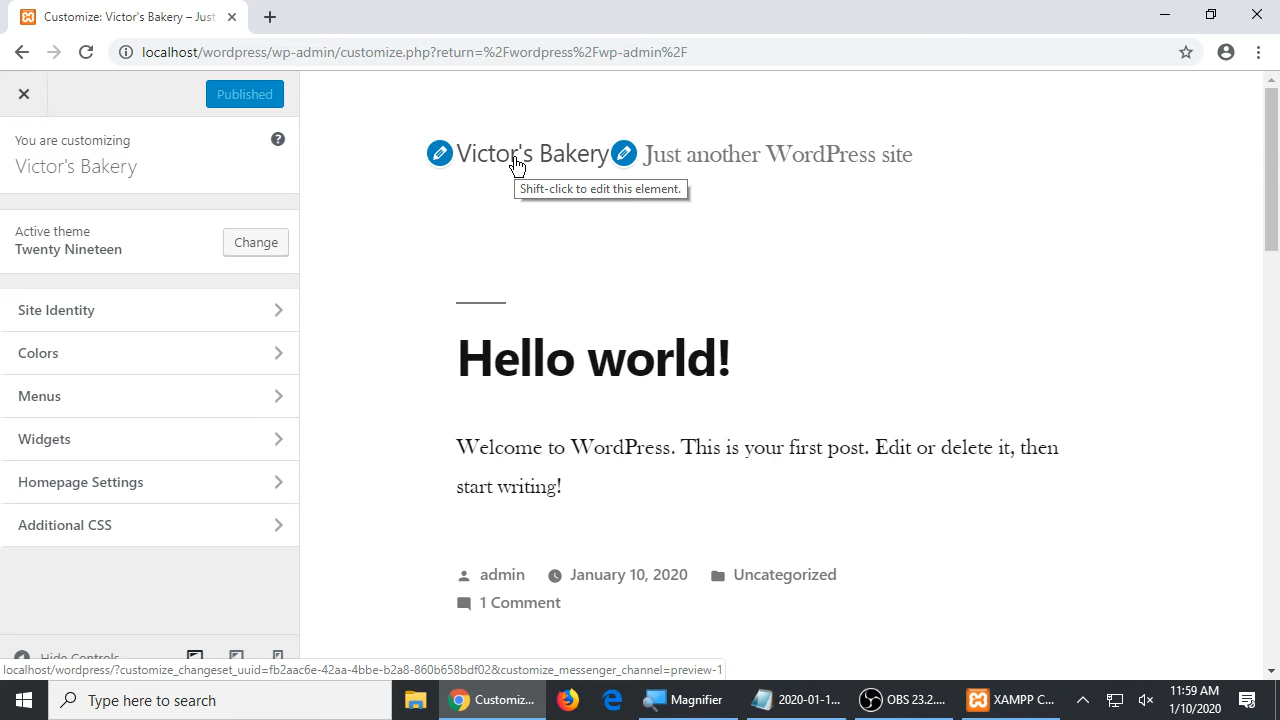 Customize: Victor's Bakery – Just
localhost/wordpress/wp-admin/customize.php?return=%2Fwordpress%2Fwp-admin%2F
Published
You are customizing
Victor's Bakery
Active theme
Twenty Nineteen
Change
Site Identity
Colors
Menus
Widgets
Homepage Settings
Additional CSS
Hide Controls
Victor's Bakery
Just another WordPress site
Shift-click to edit this element.
Hello world!
Welcome to WordPress. This is your first post. Edit or delete it, then
start writing!
admin
January 10, 2020
Uncategorized
1 Comment
localhost/wordpress/?customize_changeset_uuid=fb2aac6e-42aa-4bbe-b2a8-860b658bdf02&customize_messenger_channel=preview-1
Type here to search
Customiz...
Magnifier
2020-01-1...
OBS 23.2....
XAMPP C...
11:59 AM
1/10/2020